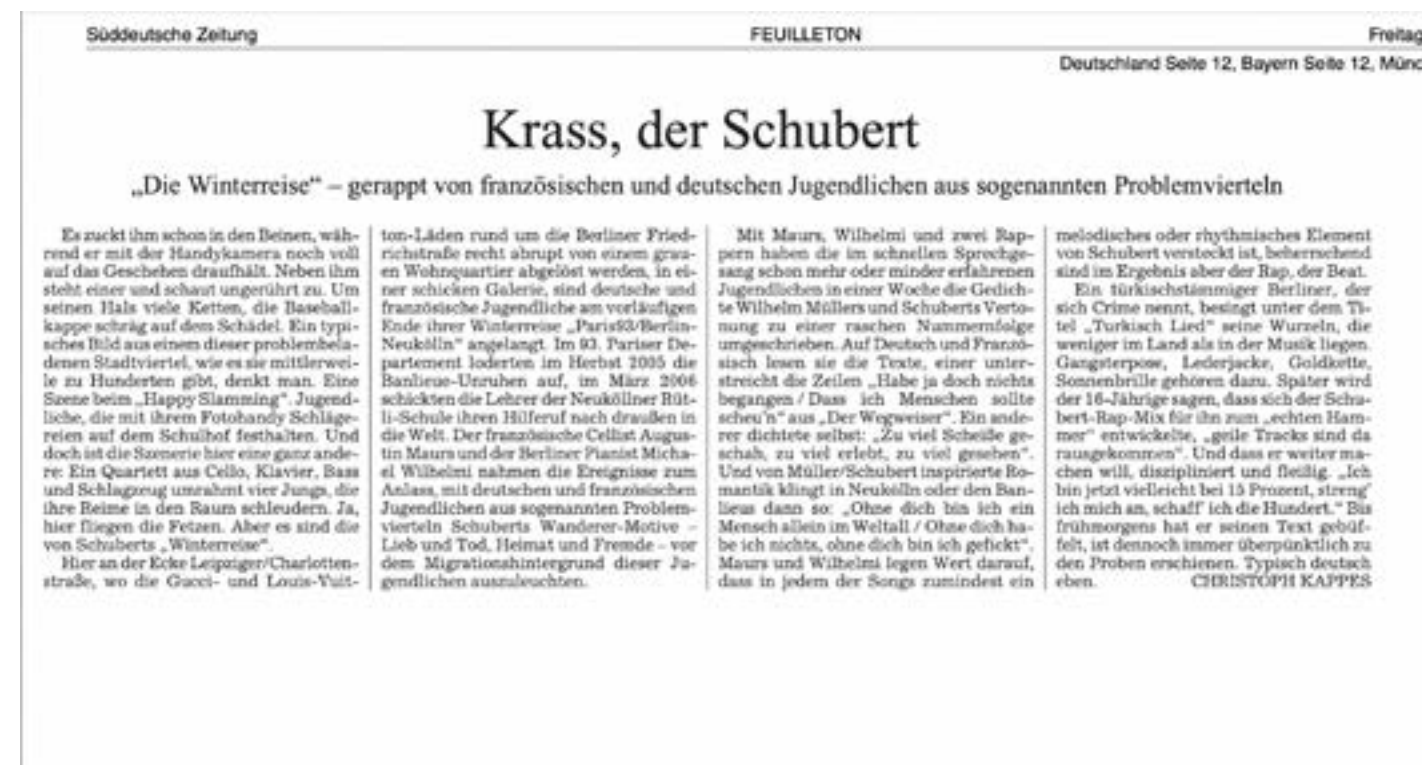 Süddeutsche Zeitung
FEUILLETON
Freitag
Deutschland Seite 12, Bayern Seite 12, Münc
Krass, der Schubert
„Die Winterreise“ – gerappt von französischen und deutschen Jugendlichen aus sogenannten Problemvierteln
Es zuckt ihm schon in den Beinen, wäh-
rend er mit der Handykamera noch voll
auf das Geschehen draufhält. Neben ihm
steht einer und schaut ungerührt zu. Um
seinen Hals viele Ketten, die Baseball-
kappe schräg auf dem Schädel. Ein typi-
sches Bild aus einem dieser problembela-
denen Stadtviertel, wie es sie mittlerwei-
le zu Hunderten gibt, denkt man. Eine
Szene beim „Happy Slamming“. Jugend-
liche, die mit ihrem Fotohandy Schläge-
reien auf dem Schulhof festhalten. Und
doch ist die Szenerie hier eine ganz ande-
re: Ein Quartett aus Cello, Klavier, Bass
und Schlagzeug umrahmt vier Jungs, die
ihre Reime in den Raum schleudern. Ja,
hier fliegen die Fetzen. Aber es sind die
von Schuberts „Winterreise“.
Hier an der Ecke Leipziger/Charlotten-
straße, wo die Gucci- und Louis-Vuit-
ton-Läden rund um die Berliner Fried-
richstraße recht abrupt von einem grau-
en Wohnquartier abgelöst werden, in ei-
ner schicken Galerie, sind deutsche und
französische Jugendliche am vorläufigen
Ende ihrer Winterreise „Paris93/Berlin-
Neukölln“ angelangt. Im 93. Pariser De-
partement loderten im Herbst 2005 die
Banlieue-Unruhen auf, im März 2006
schickten die Lehrer der Neuköllner Rüt-
li-Schule ihren Hilferuf nach draußen in
die Welt. Der französische Cellist Augus-
tin Maurs und der Berliner Pianist Micha-
el Wilhelmi nahmen die Ereignisse zum
Anlass, mit deutschen und französischen
Jugendlichen aus sogenannten Problem-
vierteln Schuberts Wanderer-Motive –
Lieb und Tod, Heimat und Fremde – vor
dem Migrationshintergrund dieser Ju-
gendlichen auszuleuchten.
Mit Maurs, Wilhelmi und zwei Rap-
pern haben die im schnellen Sprechge-
sang schon mehr oder minder erfahrenen
Jugendlichen in einer Woche die Gedich-
te Wilhelm Müllers und Schuberts Verto-
nung zu einer raschen Nummernfolge
umgeschrieben. Auf Deutsch und Franzö-
sisch lesen sie die Texte, einer unter-
streicht die Zeilen „Habe ja doch nichts
begangen / Dass ich Menschen sollte
scheu’n“ aus „Der Wegweiser“. Ein ande-
rer dichtete selbst: „Zu viel Scheiße ge-
schah, zu viel erlebt, zu viel gesehen“.
Und von Müller/Schubert inspirierte Ro-
mantik klingt in Neukölln oder den Ban-
lieus dann so: „Ohne dich bin ich ein
Mensch allein im Weltall / Ohne dich ha-
be ich nichts, ohne dich bin ich gefickt“.
Maurs und Wilhelmi legen Wert darauf,
dass in jedem der Songs zumindest ein
melodisches oder rhythmisches Element
von Schubert versteckt ist, beherrschend
sind im Ergebnis aber der Rap, der Beat.
Ein türkischstämmiger Berliner, der
sich Crime nennt, besingt unter dem Ti-
tel „Turkisch Lied“ seine Wurzeln, die
weniger im Land als in der Musik liegen.
Gangsterpose, Lederjacke, Goldkette,
Sonnenbrille gehören dazu. Später wird
der 16-Jährige sagen, dass sich der Schu-
bert-Rap-Mix für ihn zum „echten Ham-
mer“ entwickelte, „geile Tracks sind da
rausgekommen“. Und dass er weiter ma-
chen will, diszipliniert und fleißig. „Ich
bin jetzt vielleicht bei 15 Prozent, streng’
ich mich an, schaff’ ich die Hundert.“ Bis
frühmorgens hat er seinen Text gebüf-
felt, ist dennoch immer überpünktlich zu
den Proben erschienen. Typisch deutsch
eben. CHRISTOPH KAPPES